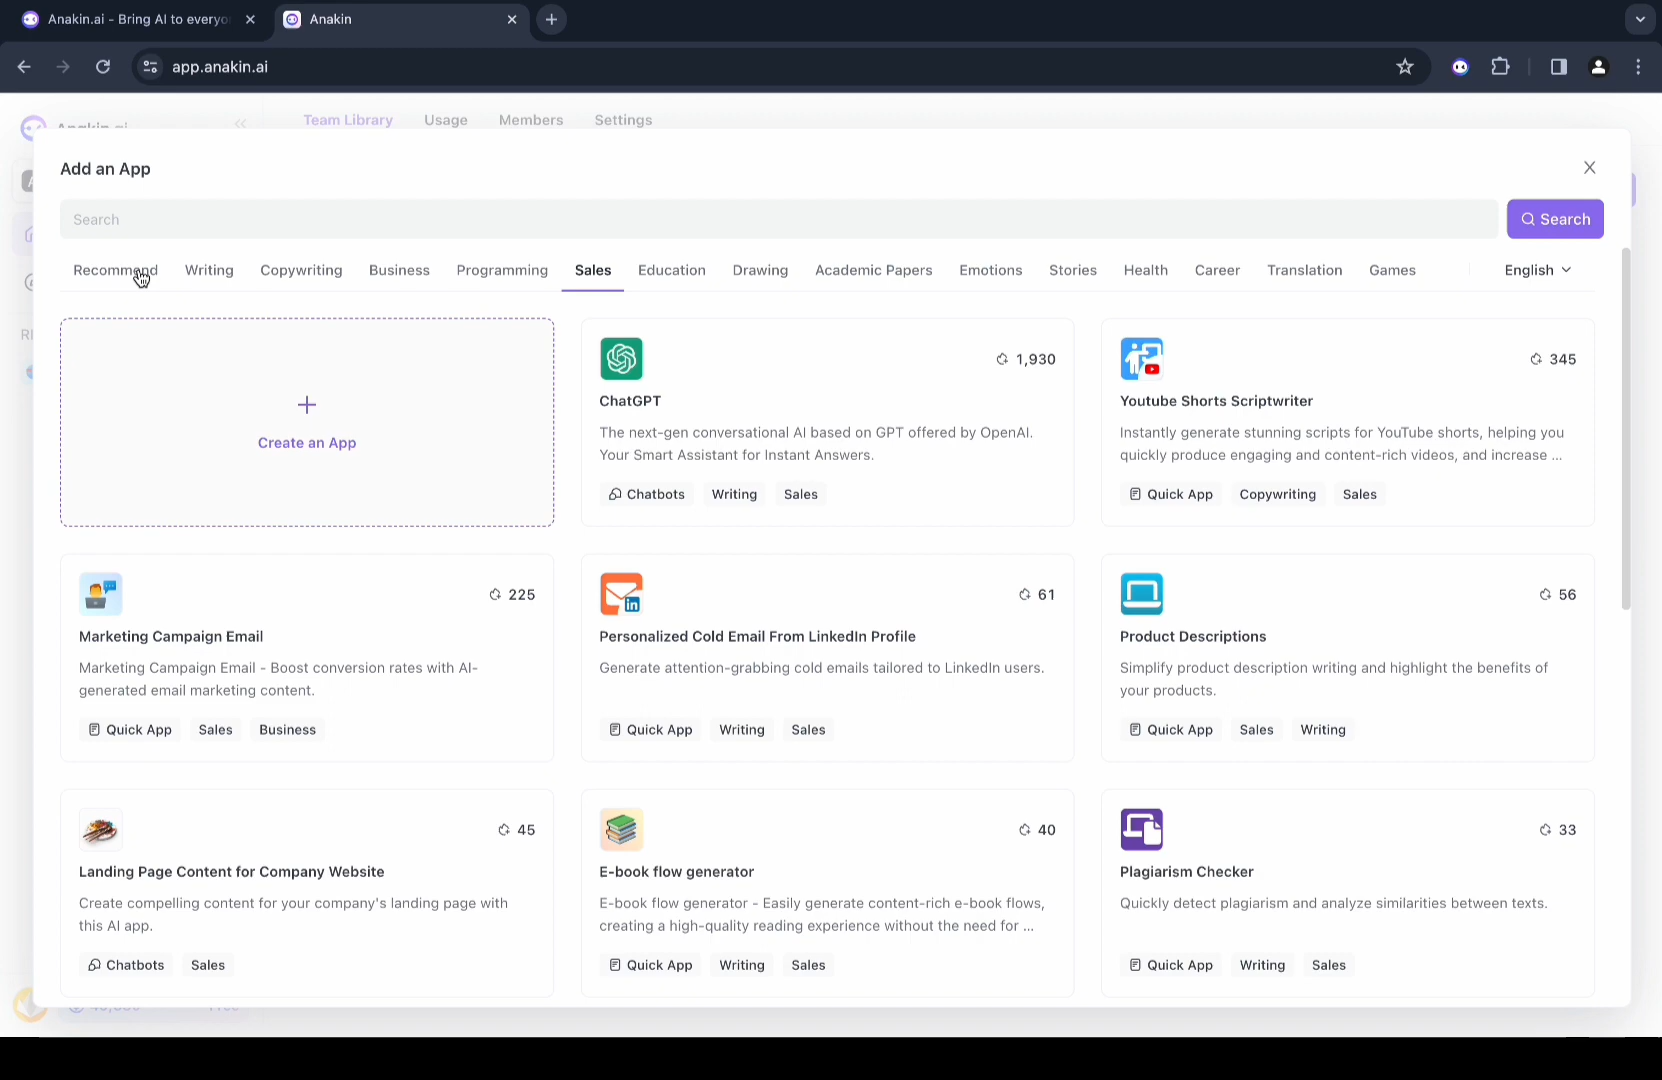 Anakin.ai - Bring AI to everyo
Anakin
app.anakin.ai
Team Library
Usage
Members
Settings
Add an App
Search
Search
Recommend
Writing
Copywriting
Business
Programming
Sales
Education
Drawing
Academic Papers
Emotions
Stories
Health
Career
Translation
Games
English
Create an App
1,930
ChatGPT
The next-gen conversational AI based on GPT offered by OpenAI.
Your Smart Assistant for Instant Answers.
Chatbots
Writing
Sales
345
Youtube Shorts Scriptwriter
Instantly generate stunning scripts for YouTube shorts, helping you
quickly produce engaging and content-rich videos, and increase ...
Quick App
Copywriting
Sales
225
Marketing Campaign Email
Marketing Campaign Email - Boost conversion rates with AI-
generated email marketing content.
Quick App
Sales
Business
61
Personalized Cold Email From LinkedIn Profile
Generate attention-grabbing cold emails tailored to LinkedIn users.
Quick App
Writing
Sales
56
Product Descriptions
Simplify product description writing and highlight the benefits of
your products.
Quick App
Sales
Writing
45
Landing Page Content for Company Website
Create compelling content for your company's landing page with
this AI app.
Chatbots
Sales
40
E-book flow generator
E-book flow generator - Easily generate content-rich e-book flows,
creating a high-quality reading experience without the need for ...
Quick App
Writing
Sales
33
Plagiarism Checker
Quickly detect plagiarism and analyze similarities between texts.
Quick App
Writing
Sales